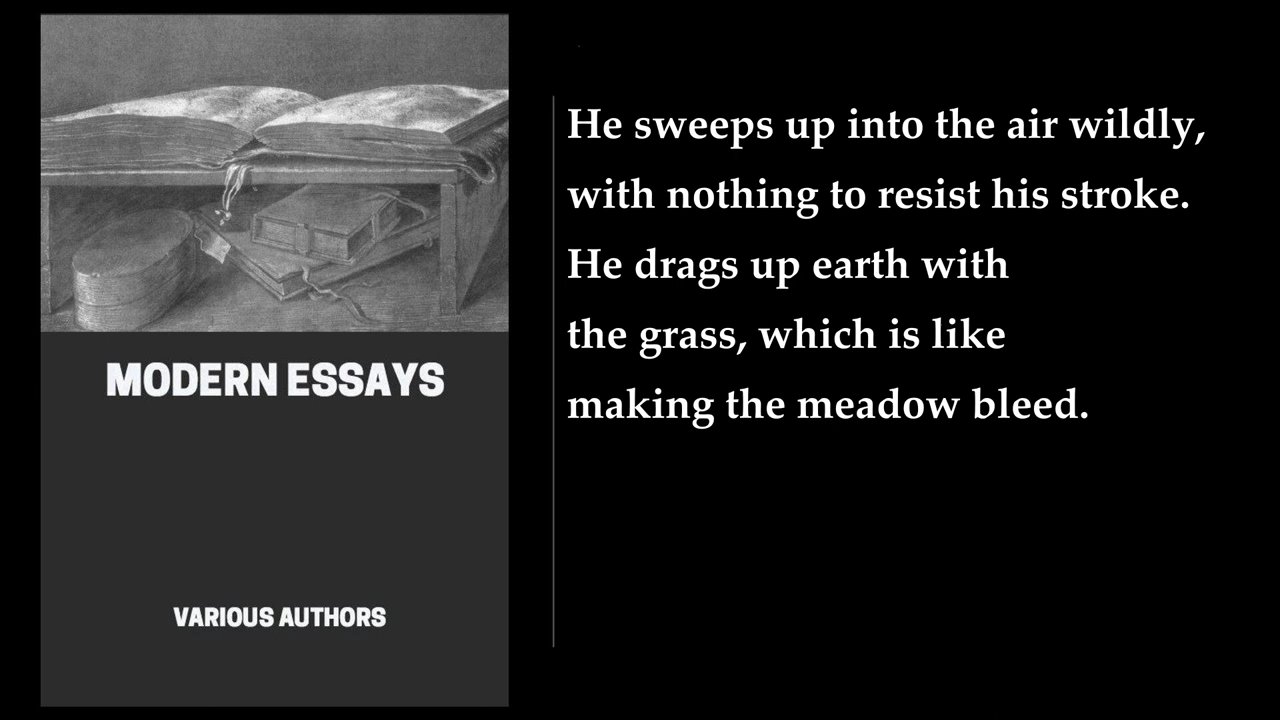 MODERN ESSAYS
VARIOUS AUTHORS
He sweeps up into the air wildly,
with nothing to resist his stroke.
He drags up earth with
the grass, which is like
making the meadow bleed.